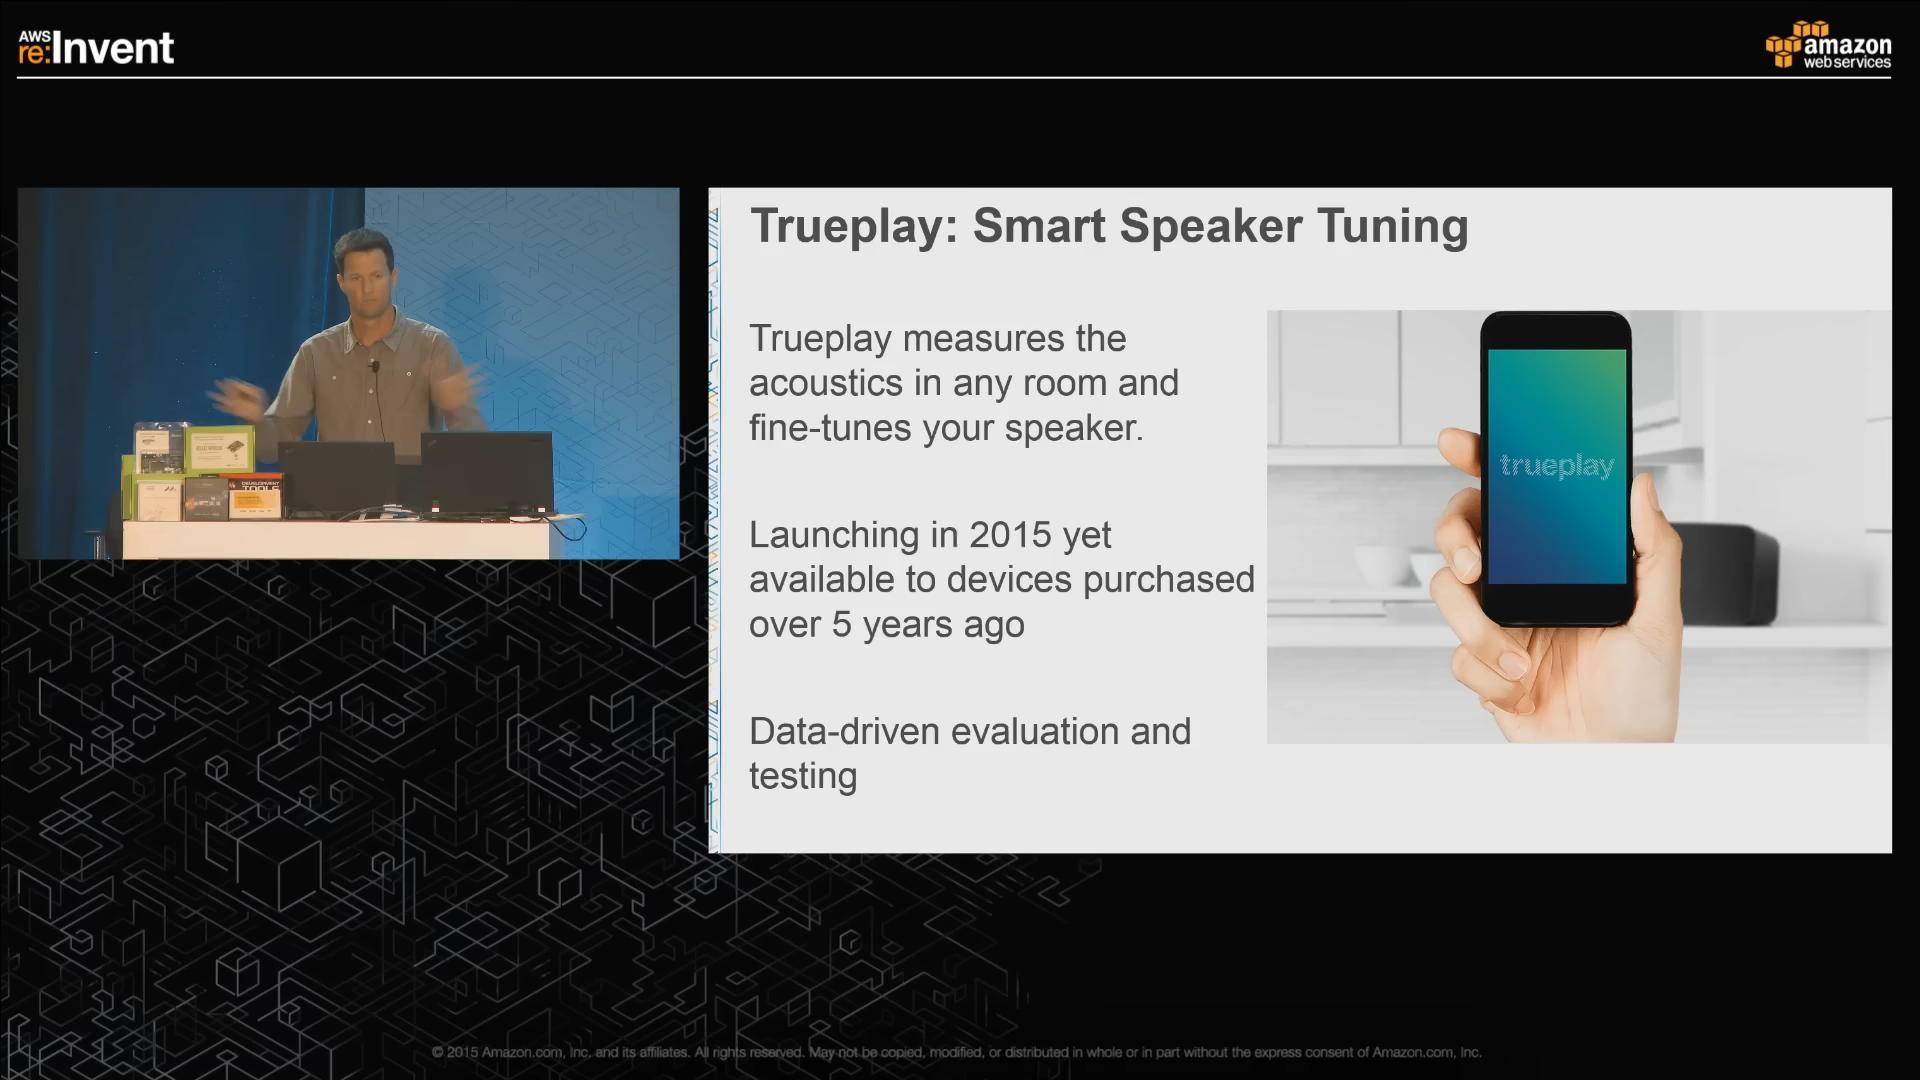 AWS
re:Invent
amazon
web services
Trueplay: Smart Speaker Tuning
Trueplay measures the
acoustics in any room and
fine-tunes your speaker.
trueplay
Launching in 2015 yet
available to devices purchased
over 5 years ago
Data-driven evaluation and
testing
DEVELOPMENT
TOOLS
© 2015 Amazon.com, Inc. and its affiliates. All rights reserved. May not be copied, modified, or distributed in whole or in part without the express consent of Amazon.com, Inc.